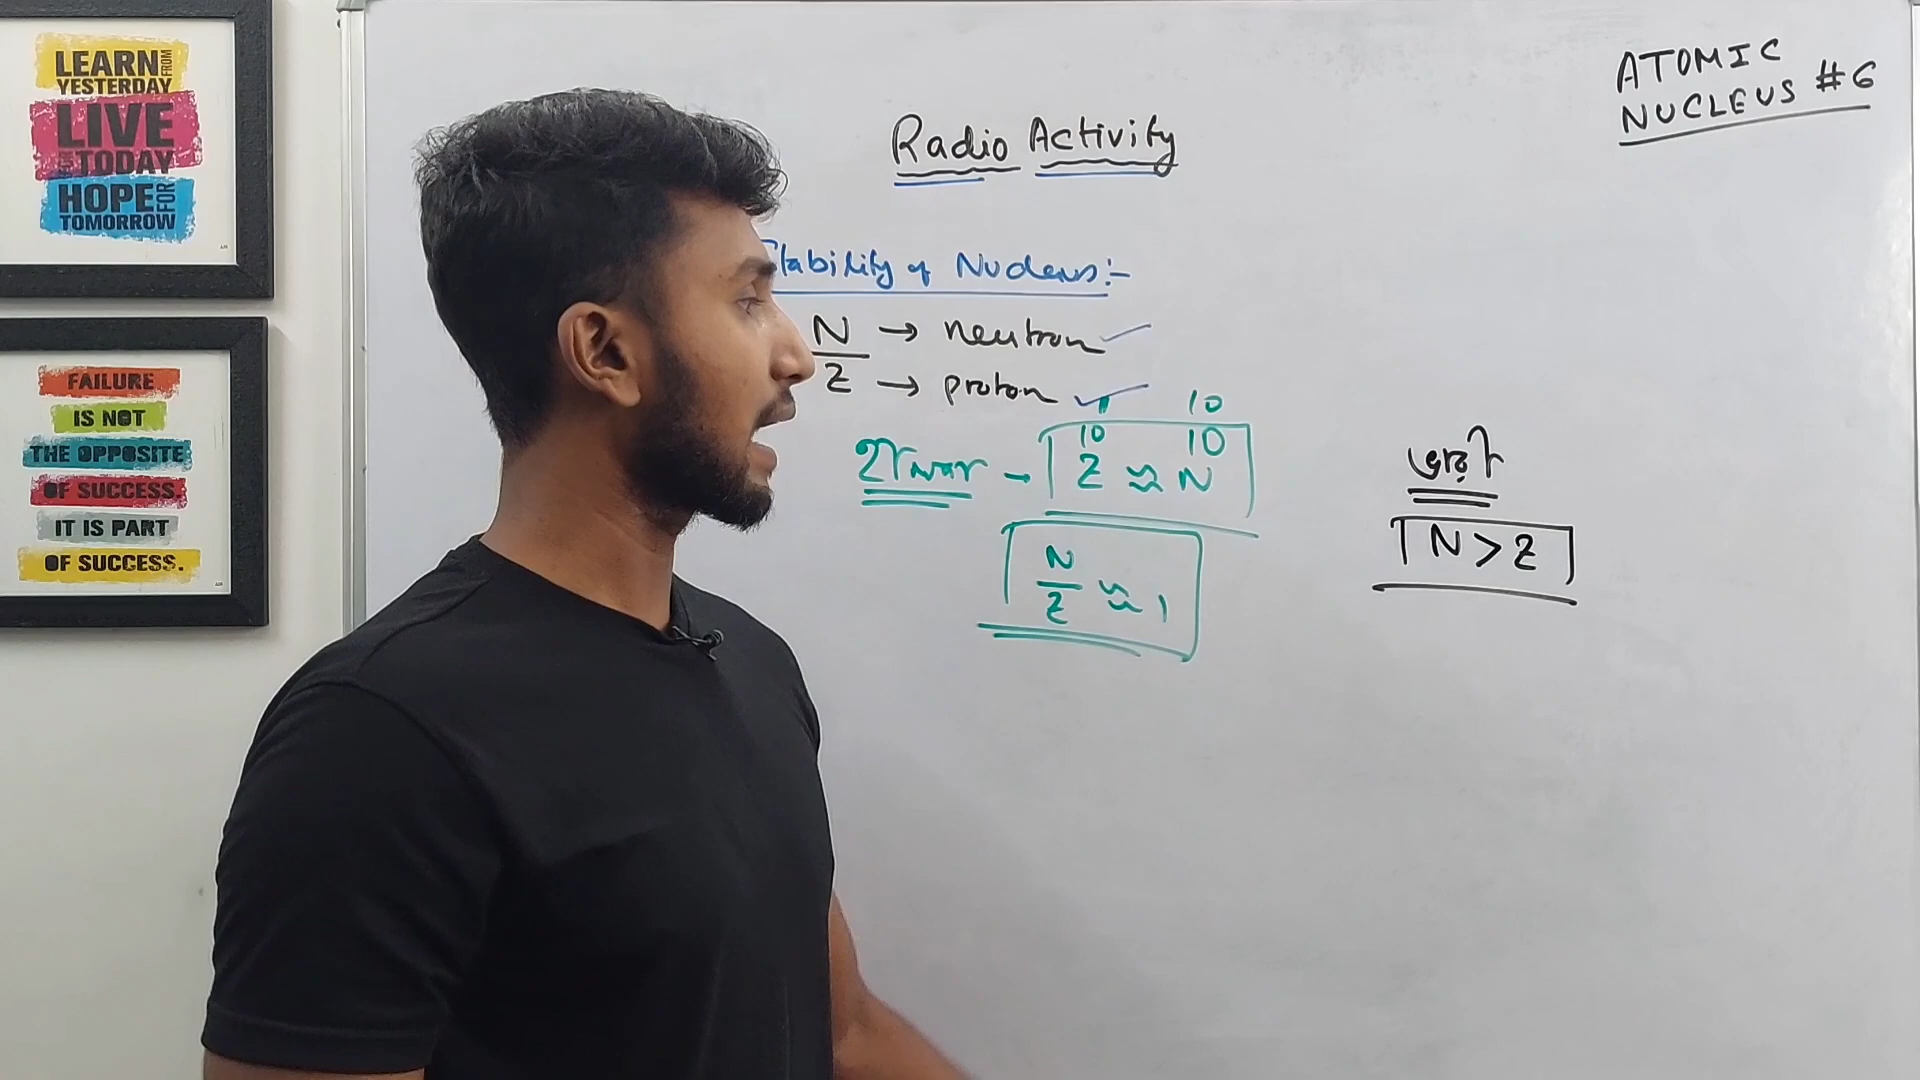 LEARN FROM
YESTERDAY
LIVE
FOR TODAY
HOPE FOR
TOMORROW
FAILURE
IS NOT
THE OPPOSITE
OF SUCCESS.
IT IS PART
OF SUCCESS.
ATOMIC
NUCLEUS #6
Radio Activity
Stability of Nucleus:-
N → neutron
Z → proton
10
10 10
Z ≈ N
N/Z ≈ 1
N > Z